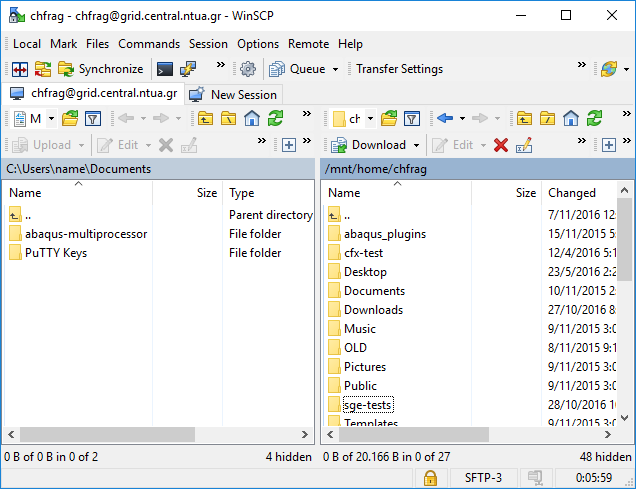 chfrag - chfrag@grid.central.ntua.gr - WinSCP
Local Mark Files Commands Session Options Remote Help
Synchronize Queue Transfer Settings
chfrag@grid.central.ntua.gr New Session
M ch
Upload Edit Download Edit
C:\Users\name\Documents /mnt/home/chfrag
Name Size Type Name Size Changed
.. Parent directory .. 7/11/2016 12:
abaqus-multiprocessor File folder abaqus_plugins 15/11/2015 5:
PuTTY Keys File folder cfx-test 12/4/2016 5:1
Desktop 23/5/2016 2:2
Documents 10/11/2015 2:
Downloads 27/10/2016 8:
Music 9/11/2015 3:0
OLD 8/11/2015 9:1
Pictures 9/11/2015 3:0
Public 9/11/2015 3:0
sge-tests 28/10/2016 10
Templates 9/11/2015 3:0
0 B of 0 B in 0 of 2 4 hidden 0 B of 20.166 B in 0 of 27 48 hidden
SFTP-3 0:05:59